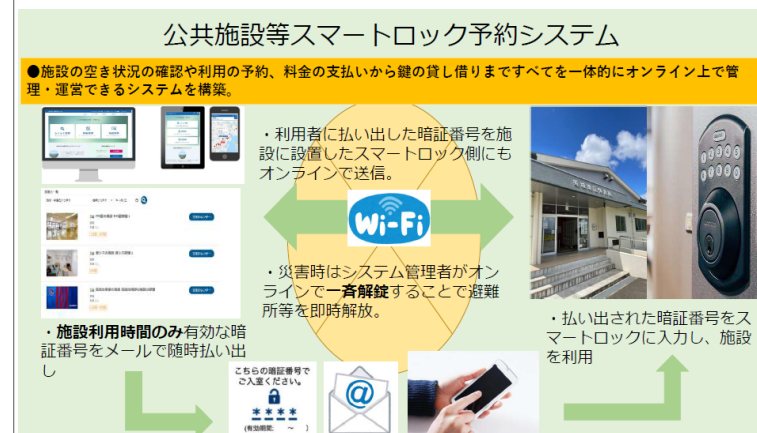 公共施設等スマートロック予約システム
●施設の空き状況の確認や利用の予約、料金の支払いから鍵の貸し借りまですべてを一体的にオンライン上で管
理・運営できるシステムを構築。
・利用者に払い出した暗証番号を施
設に設置したスマートロック側にも
オンラインで送信。
Wi-Fi
・災害時はシステム管理者がオン
ラインで一斉解錠することで避難
所等を即時解放。
・施設利用時間のみ有効な暗
証番号をメールで随時払い出
し
・払い出された暗証番号をス
マートロックに入力し、施設
を利用
こちらの暗証番号で
ご入室ください。
****
(有効期間: ~ )
@